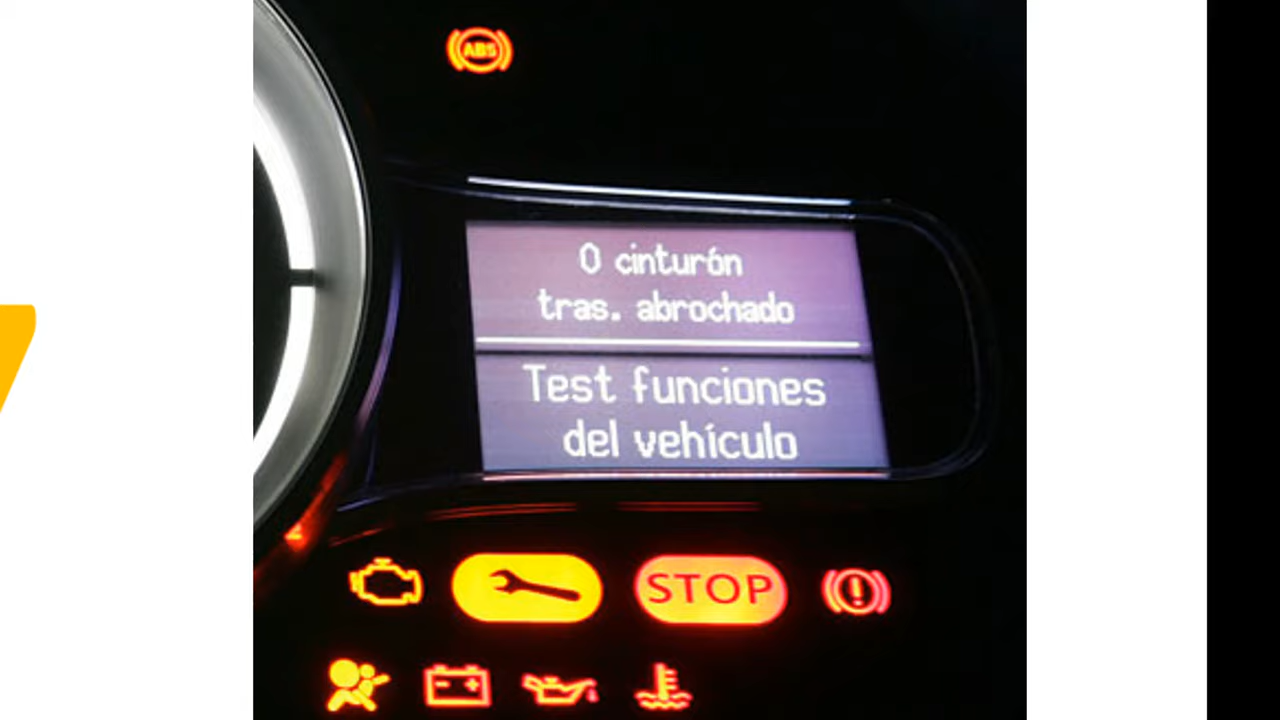 ABS
0 cinturón
tras. abrochado
Test funciones
del vehículo
STOP